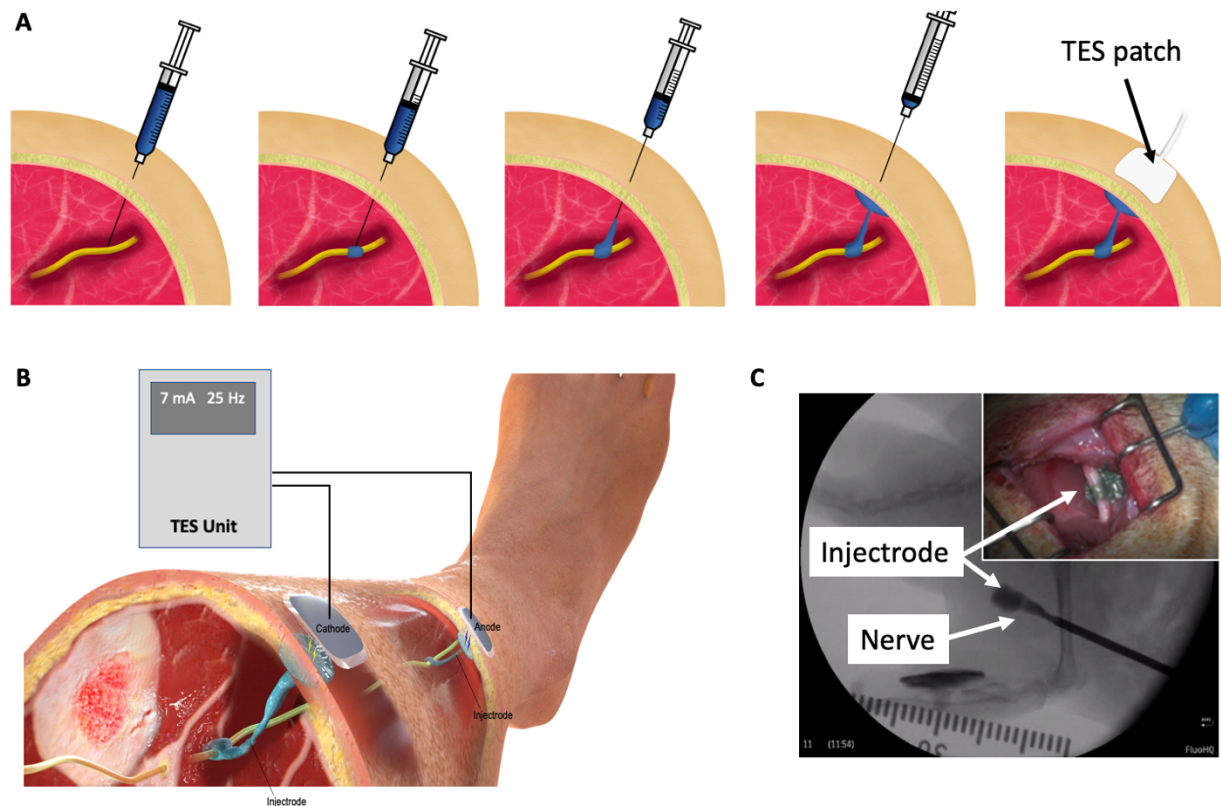 A
TES patch
B
7 mA 25 Hz
TES Unit
Cathode
Anode
Injectrode
Injectrode
C
Injectrode
Nerve
11 (11:54)
FluoHQ